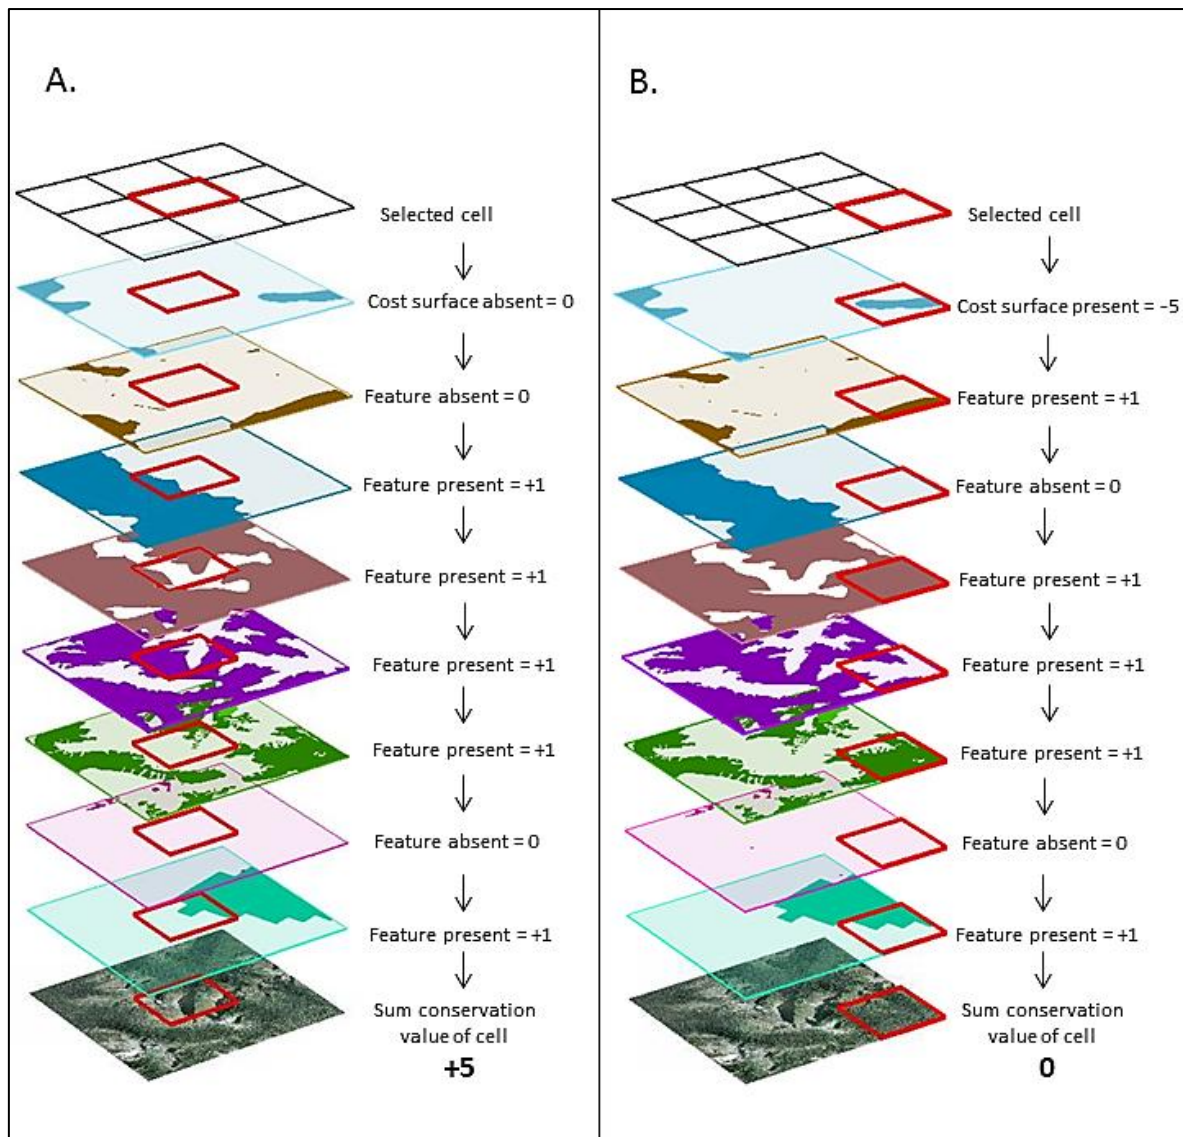 A.
Selected cell
Cost surface absent = 0
Feature absent = 0
Feature present = +1
Feature present = +1
Feature present = +1
Feature present = +1
Feature absent = 0
Feature present = +1
Sum conservation
value of cell
+5
B.
Selected cell
Cost surface present = -5
Feature present = +1
Feature absent = 0
Feature present = +1
Feature present = +1
Feature present = +1
Feature absent = 0
Feature present = +1
Sum conservation
value of cell
0